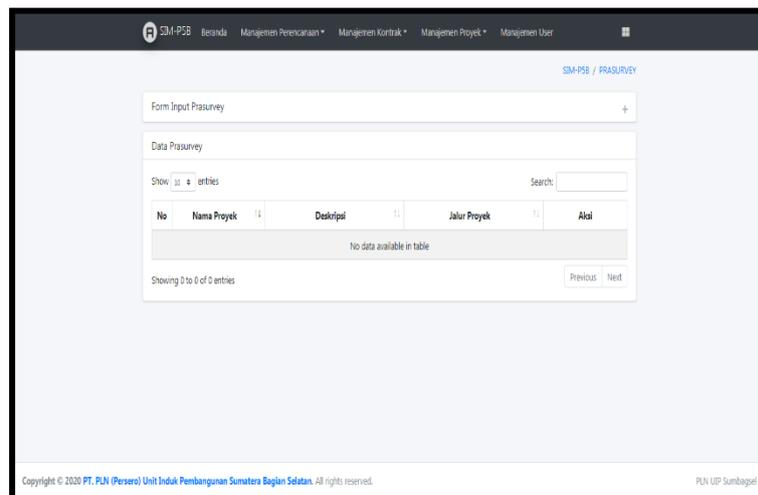 SIM-P5B Beranda Manajemen Perencanaan Manajemen Kontrak Manajemen Proyek Manajemen User
SIM-P5B / PRASURVEY
Form Input Prasurvey +
Data Prasurvey
Show 10 entries Search:
No Nama Proyek Deskripsi Jalur Proyek Aksi
No data available in table
Showing 0 to 0 of 0 entries Previous Next
Copyright © 2020 PT. PLN (Persero) Unit Induk Pembangunan Sumatera Bagian Selatan. All rights reserved. PLN UIP Sumbagsel